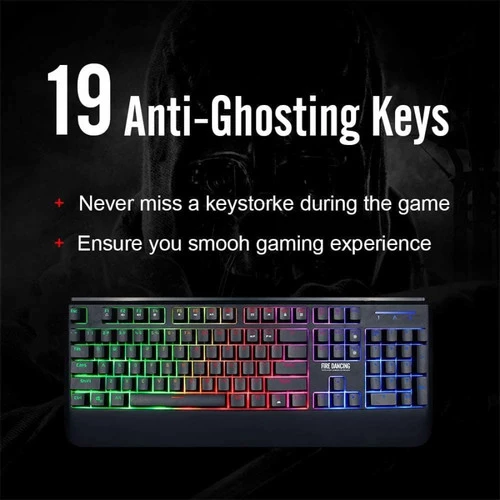 19 Anti-Ghosting Keys
+ Never miss a keystorke during the game
+ Ensure you smooh gaming experience
FIRE DANCING